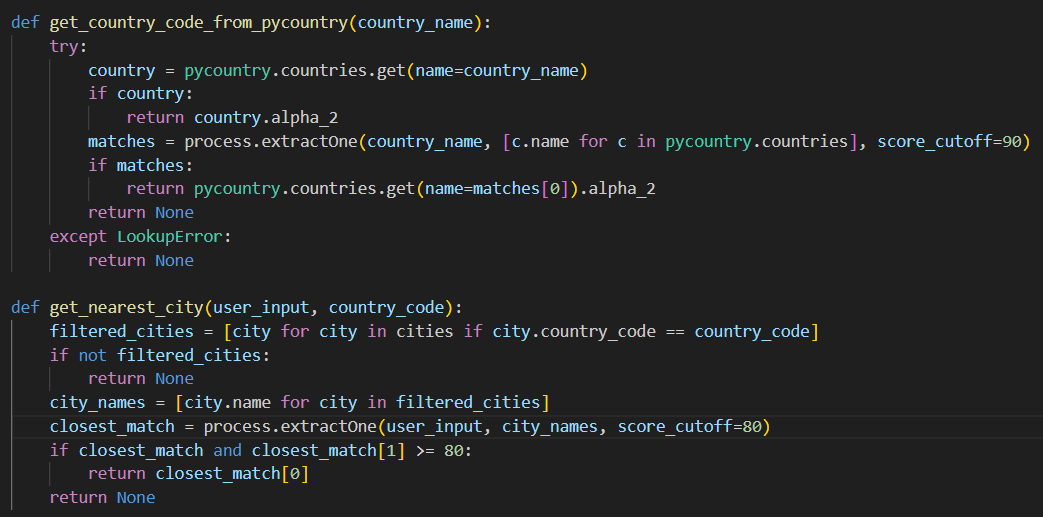 def get_country_code_from_pycountry(country_name):
    try:
        country = pycountry.countries.get(name=country_name)
        if country:
            return country.alpha_2
        matches = process.extractOne(country_name, [c.name for c in pycountry.countries], score_cutoff=90)
        if matches:
            return pycountry.countries.get(name=matches[0]).alpha_2
        return None
    except LookupError:
        return None

def get_nearest_city(user_input, country_code):
    filtered_cities = [city for city in cities if city.country_code == country_code]
    if not filtered_cities:
        return None
    city_names = [city.name for city in filtered_cities]
    closest_match = process.extractOne(user_input, city_names, score_cutoff=80)
    if closest_match and closest_match[1] >= 80:
        return closest_match[0]
    return None